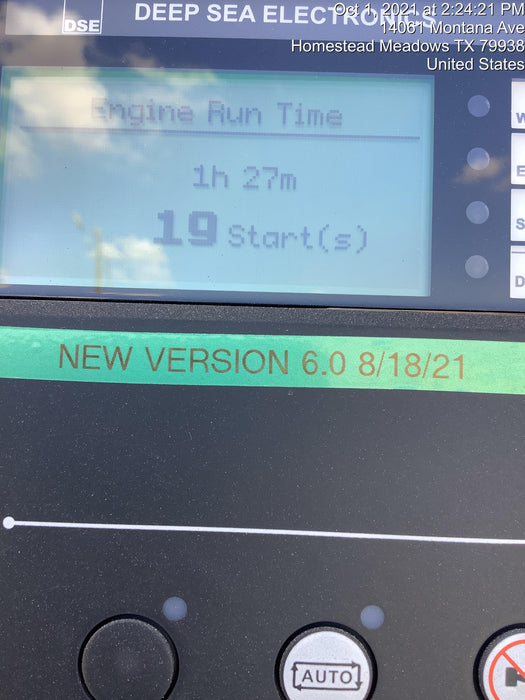 DSE
DEEP SEA ELECTRONICS
Oct 1, 2021 at 2:24:21 PM
14061 Montana Ave
Homestead Meadows TX 79938
United States
Engine Run Time
1h 27m
19 Start(s)
W
E
S
D
NEW VERSION 6.0 8/18/21
AUTO